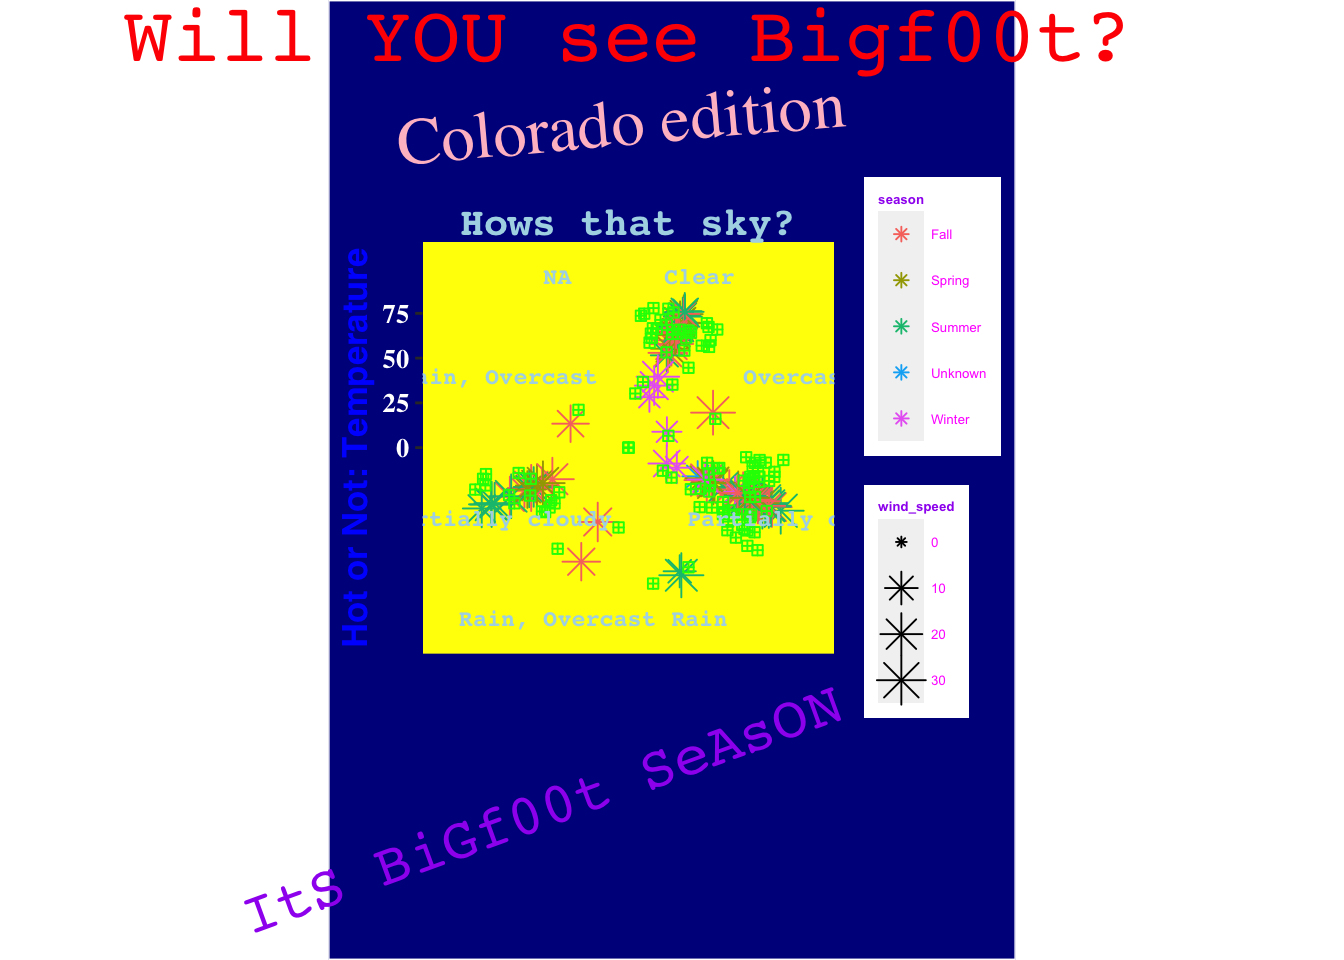 Will YOU see Bigf00t?
Colorado edition
Hows that sky?
Hot or Not: Temperature
75
50
25
0
NA
Clear
ain, Overcast
Overcas
tially cloudy
Partially c
Rain, Overcast
Rain
season
Fall
Spring
Summer
Unknown
Winter
wind_speed
0
10
20
30
ItS BiGf00t SeAsON